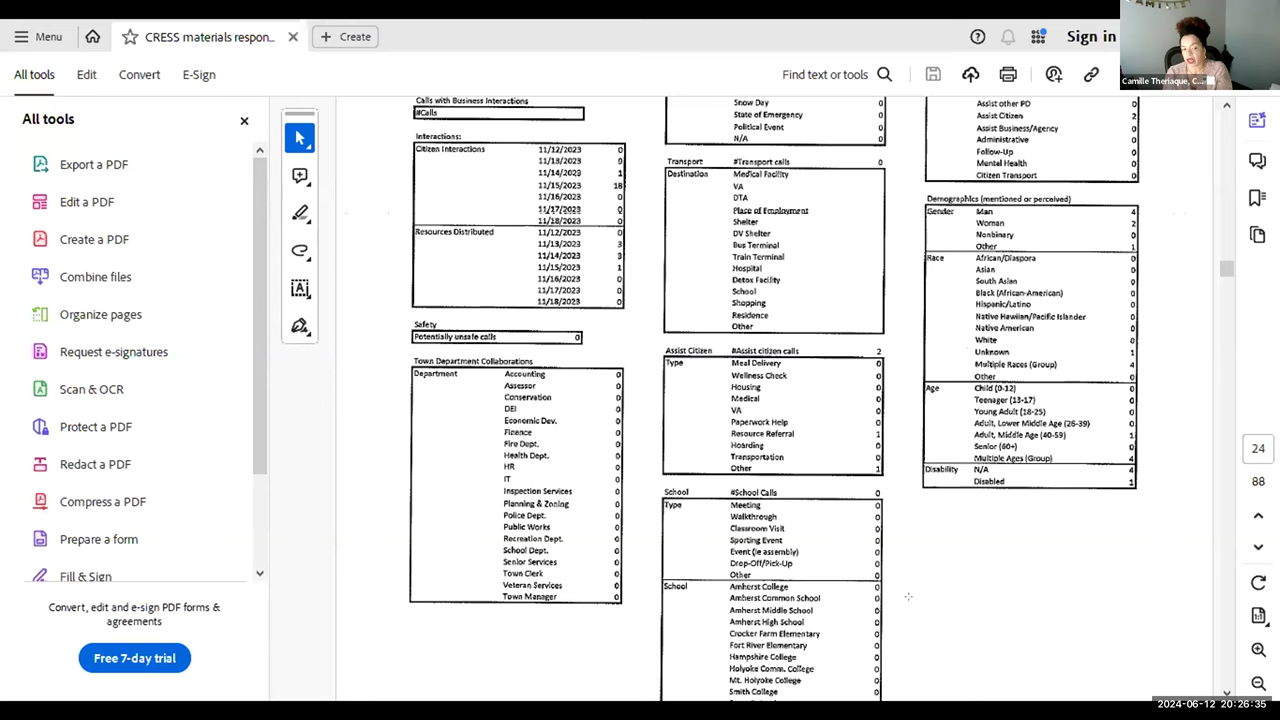 Menu
CRESS materials respon...
Create
Sign in
All tools
Edit
Convert
E-Sign
Find text or tools
Camille Theriaque, C...
All tools
Export a PDF
Edit a PDF
Create a PDF
Combine files
Organize pages
Request e-signatures
Scan & OCR
Protect a PDF
Redact a PDF
Compress a PDF
Prepare a form
Fill & Sign
Convert, edit and e-sign PDF forms &
agreements
Free 7-day trial
Calls with Business Interactions
#Calls
Interactions:
Citizen Interactions 11/12/2023 0
11/13/2023 9
11/14/2023 1
11/15/2023 18
11/16/2023 0
11/17/2023 0
11/18/2023 0
Resources Distributed 11/12/2023 0
11/13/2023 3
11/14/2023 3
11/15/2023 1
11/16/2023 0
11/17/2023 0
11/18/2023 0
Safety
Potentially unsafe calls 0
Town Department Collaborations
Department Accounting 0
Assessor 0
Conservation 0
DEI 0
Economic Dev. 0
Finance 0
Fire Dept. 0
Health Dept. 0
HR 0
IT 0
Inspection Services 0
Planning & Zoning 0
Police Dept. 0
Public Works 0
Recreation Dept. 0
School Dept. 0
Senior Services 0
Town Clerk 0
Veteran Services 0
Town Manager 0
Snow Day 0
State of Emergency 0
Political Event 0
N/A 0
Transport #Transport calls 0
Destination Medical Facility
VA
DTA
Place of Employment
Shelter
DV Shelter
Bus Terminal
Train Terminal
Hospital
Detox Facility
School
Shopping
Residence
Other
Assist Citizen #Assist citizen calls 2
Type Meal Delivery 0
Wellness Check 0
Housing 0
Medical 0
VA 0
Paperwork Help 0
Resource Referral 1
Hoarding 0
Transportation 0
Other 1
School #School Calls 0
Type Meeting 0
Walkthrough 0
Classroom Visit 0
Sporting Event 0
Event (ie assembly) 0
Drop-Off/Pick-Up 0
Other 0
School Amherst College 0
Amherst Common School 0
Amherst Middle School 0
Amherst High School 0
Crocker Farm Elementary 0
Fort River Elementary 0
Hampshire College 0
Holyoke Comm. College 0
Mt. Holyoke College 0
Smith College 0
Assist other PD 0
Assist Citizen 2
Assist Business/Agency 0
Administrative 0
Follow-Up 0
Mental Health 0
Citizen Transport 0
Demographics (mentioned or perceived)
Gender Man 4
Woman 2
Nonbinary 0
Other 1
Race African/Diaspora 0
Asian 0
South Asian 0
Black (African-American) 0
Hispanic/Latino 0
Native Hawiian/Pacific Islander 0
Native American 0
White 0
Unknown 1
Multiple Races (Group) 4
Other 0
Age Child (0-12) 0
Teenager (13-17) 0
Young Adult (18-25) 0
Adult, Lower Middle Age (26-39) 0
Adult, Middle Age (40-59) 1
Senior (60+) 0
Multiple Ages (Group) 4
Disability N/A 4
Disabled 1
24
88
2024-06-12 20:26:35